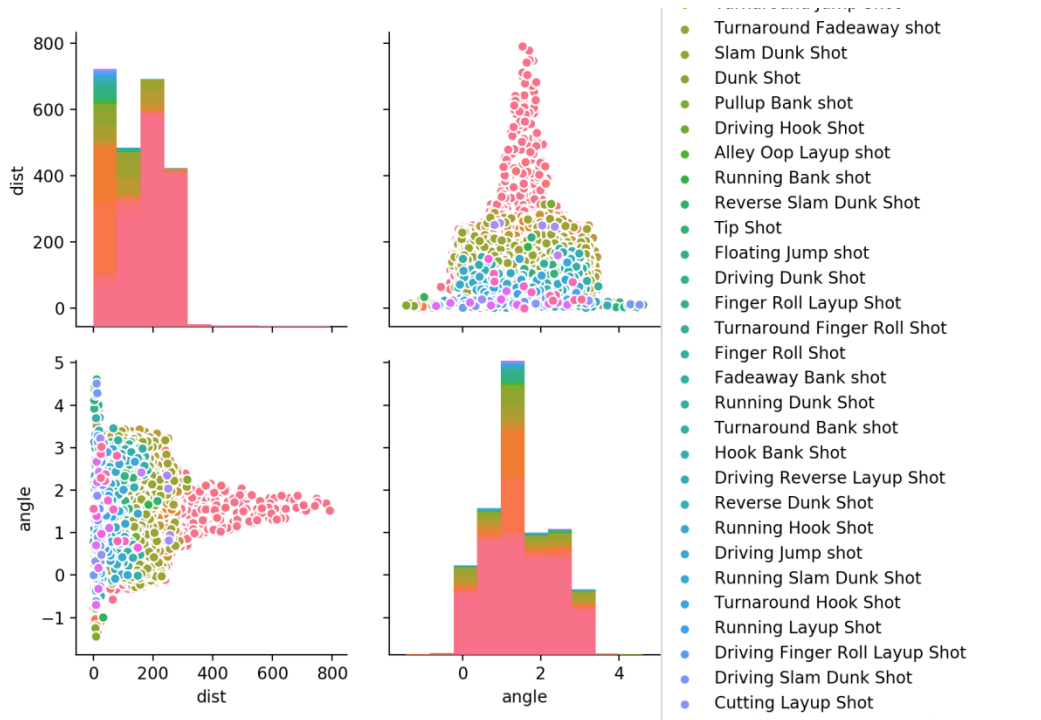 800
600
400
200
0
dist
5
4
3
2
1
0
−1
angle
0 200 400 600 800
dist
0 2 4
angle
Turnaround Fadeaway shot
Slam Dunk Shot
Dunk Shot
Pullup Bank shot
Driving Hook Shot
Alley Oop Layup shot
Running Bank shot
Reverse Slam Dunk Shot
Tip Shot
Floating Jump shot
Driving Dunk Shot
Finger Roll Layup Shot
Turnaround Finger Roll Shot
Finger Roll Shot
Fadeaway Bank shot
Running Dunk Shot
Turnaround Bank shot
Hook Bank Shot
Driving Reverse Layup Shot
Reverse Dunk Shot
Running Hook Shot
Driving Jump shot
Running Slam Dunk Shot
Turnaround Hook Shot
Running Layup Shot
Driving Finger Roll Layup Shot
Driving Slam Dunk Shot
Cutting Layup Shot